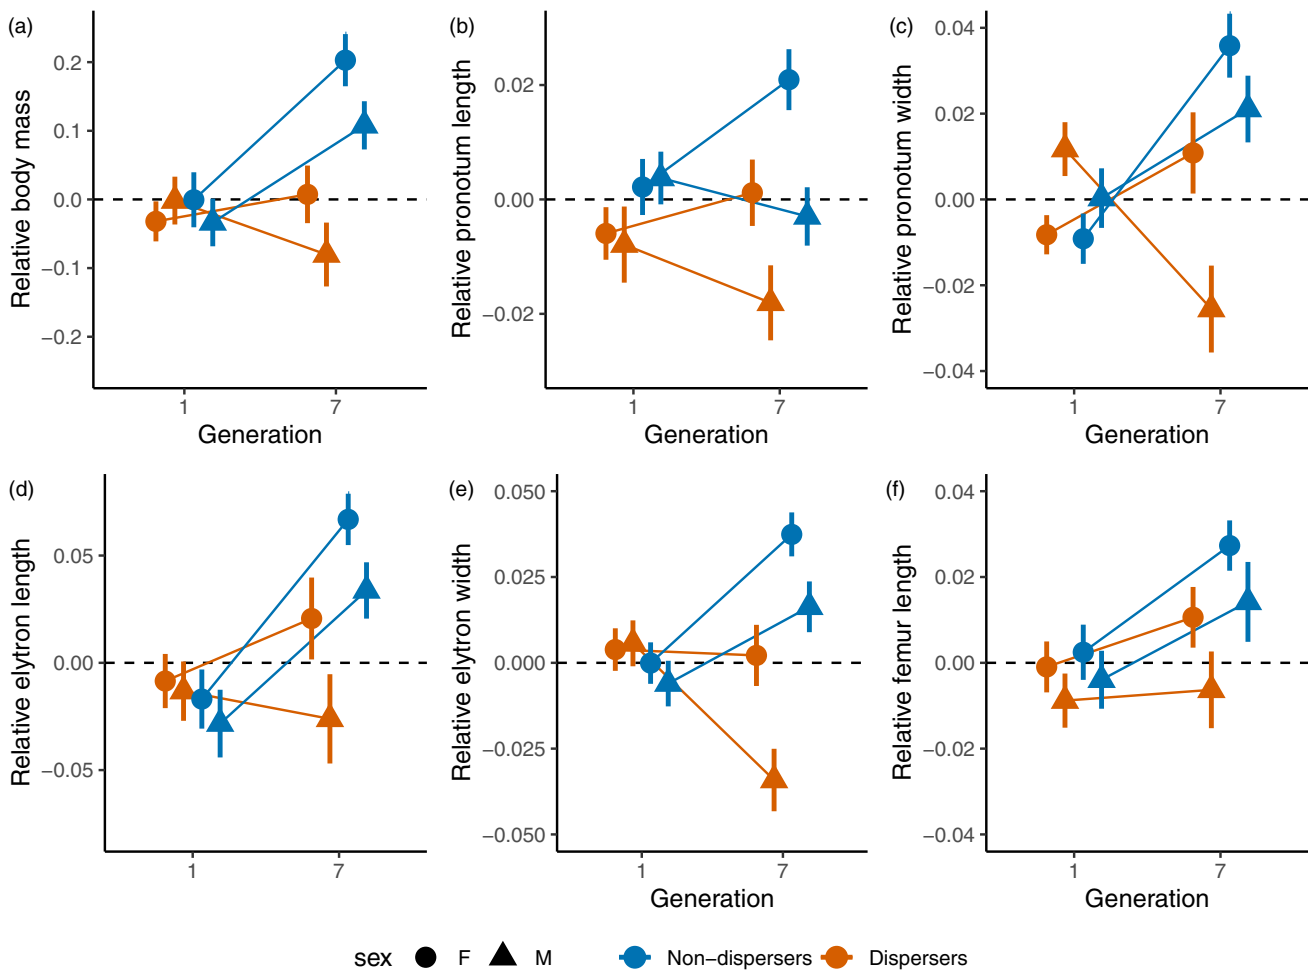 (a)
Relative body mass
0.2
0.1
0.0
−0.1
−0.2
1
7
Generation
(b)
Relative pronotum length
0.02
0.00
−0.02
1
7
Generation
(c)
Relative pronotum width
0.04
0.02
0.00
−0.02
−0.04
1
7
Generation
(d)
Relative elytron length
0.05
0.00
−0.05
1
7
(e)
Relative elytron width
0.050
0.025
0.000
−0.025
−0.050
1
7
Generation
(f)
Relative femur length
0.04
0.02
0.00
−0.02
−0.04
1
7
Generation
sex F M Non−dispersers Dispersers